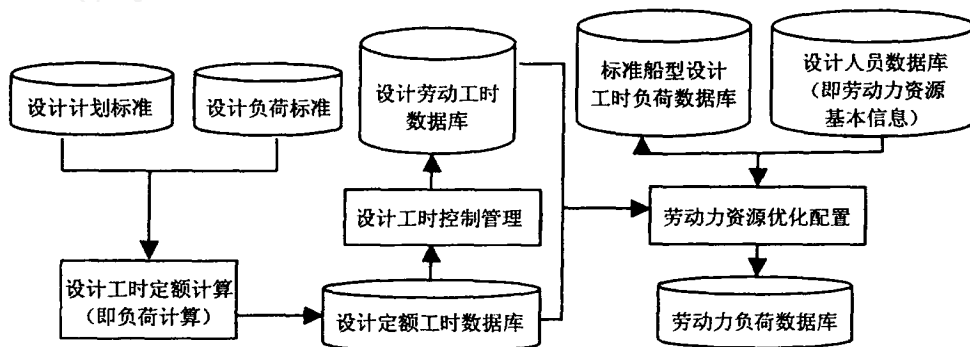 设计计划标准
设计负荷标准
设计劳动工时
数据库
标准船型设计
工时负荷数据库
设计人员数据库
(即劳动力资源
基本信息)
设计工时控制管理
劳动力资源优化配置
设计工时定额计算
(即负荷计算)
设计定额工时数据库
劳动力负荷数据库